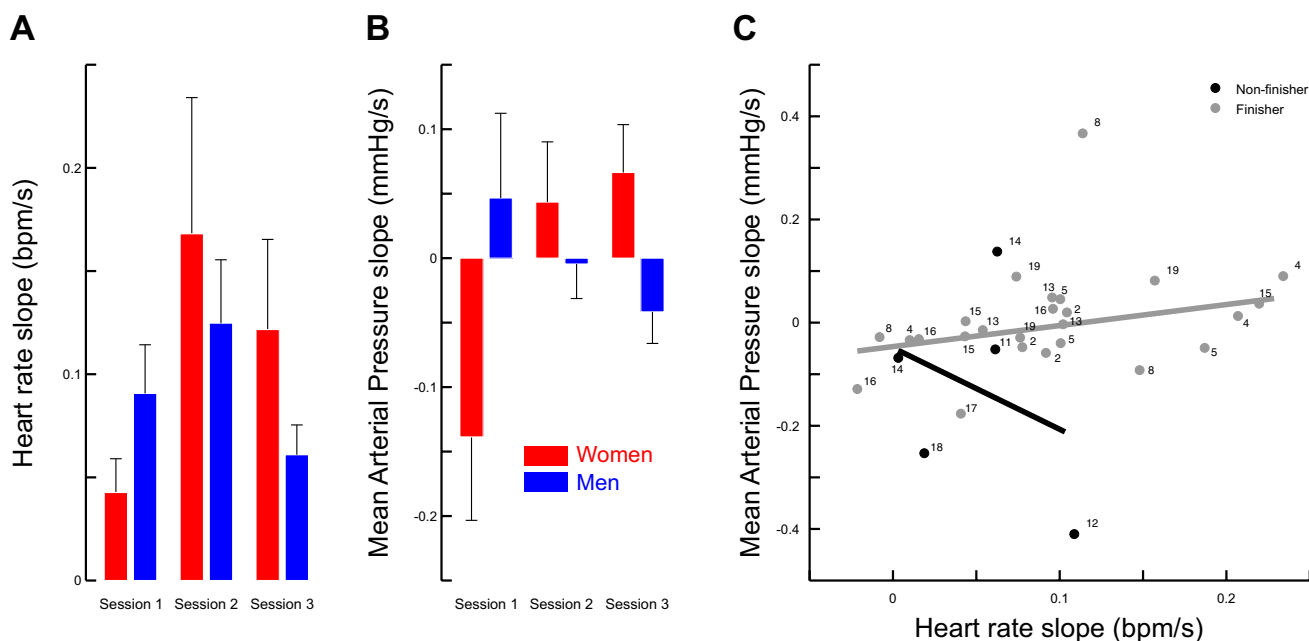 A
Heart rate slope (bpm/s)
0.2
0.1
0
Session 1
Session 2
Session 3
B
Mean Arterial Pressure slope (mmHg/s)
0.1
0
-0.1
-0.2
Women
Men
Session 1
Session 2
Session 3
C
Mean Arterial Pressure slope (mmHg/s)
0.4
0.2
0
-0.2
-0.4
Non-finisher
Finisher
8
14
19
19
4
13
5
15
16
2
15
13
19
13
4
8
4
16
15
11
2
2
5
5
14
8
16
17
18
12
0
0.1
0.2
Heart rate slope (bpm/s)